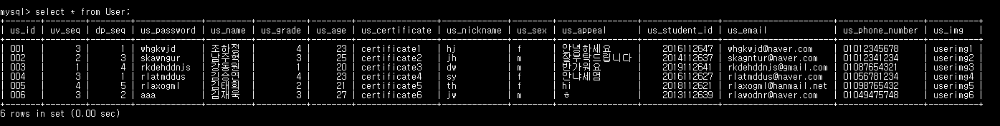 mysql> select * from User;
| us_id | uv_seq | dp_seq | us_password | us_name | us_grade | us_age | us_certificate | us_nickname | us_sex | us_appeal | us_student_id | us_email | us_phone_number | us_img |
| 001 | 3 | 1 | whgkwjd | 조하정 | 4 | 23 | certificate1 | hj | f | 안녕하세요 | 2016112647 | whgkwjd@naver.com | 01012345678 | userimg1 |
| 002 | 2 | 3 | skawngur | 남주혁 | 3 | 25 | certificate2 | jh | m | 잘부탁드립니다 | 2014112637 | skagntur@naver.com | 01012341234 | userimg2 |
| 003 | 1 | 4 | rkdehddnjs | 강동원 | 1 | 20 | certificate3 | dw | m | 반가워요 | 2019112641 | rkdehddnjs@gmail.com | 01087654321 | userimg3 |
| 004 | 3 | 1 | rlatmddus | 김승연 | 4 | 23 | certificate4 | sy | f | 안냐세염 | 2016112627 | rlatmddus@naver.com | 01056781234 | userimg4 |
| 005 | 4 | 5 | rlaxogml | 김태희 | 2 | 21 | certificate5 | th | f | hi | 2018112621 | rlaxogml@hanmail.net | 01098765432 | userimg5 |
| 006 | 3 | 2 | aaa | 김재욱 | 3 | 27 | certificate6 | jw | m | ㅎ | 2013112639 | rlawodnr@naver.com | 01049475748 | userimg6 |
6 rows in set (0.00 sec)